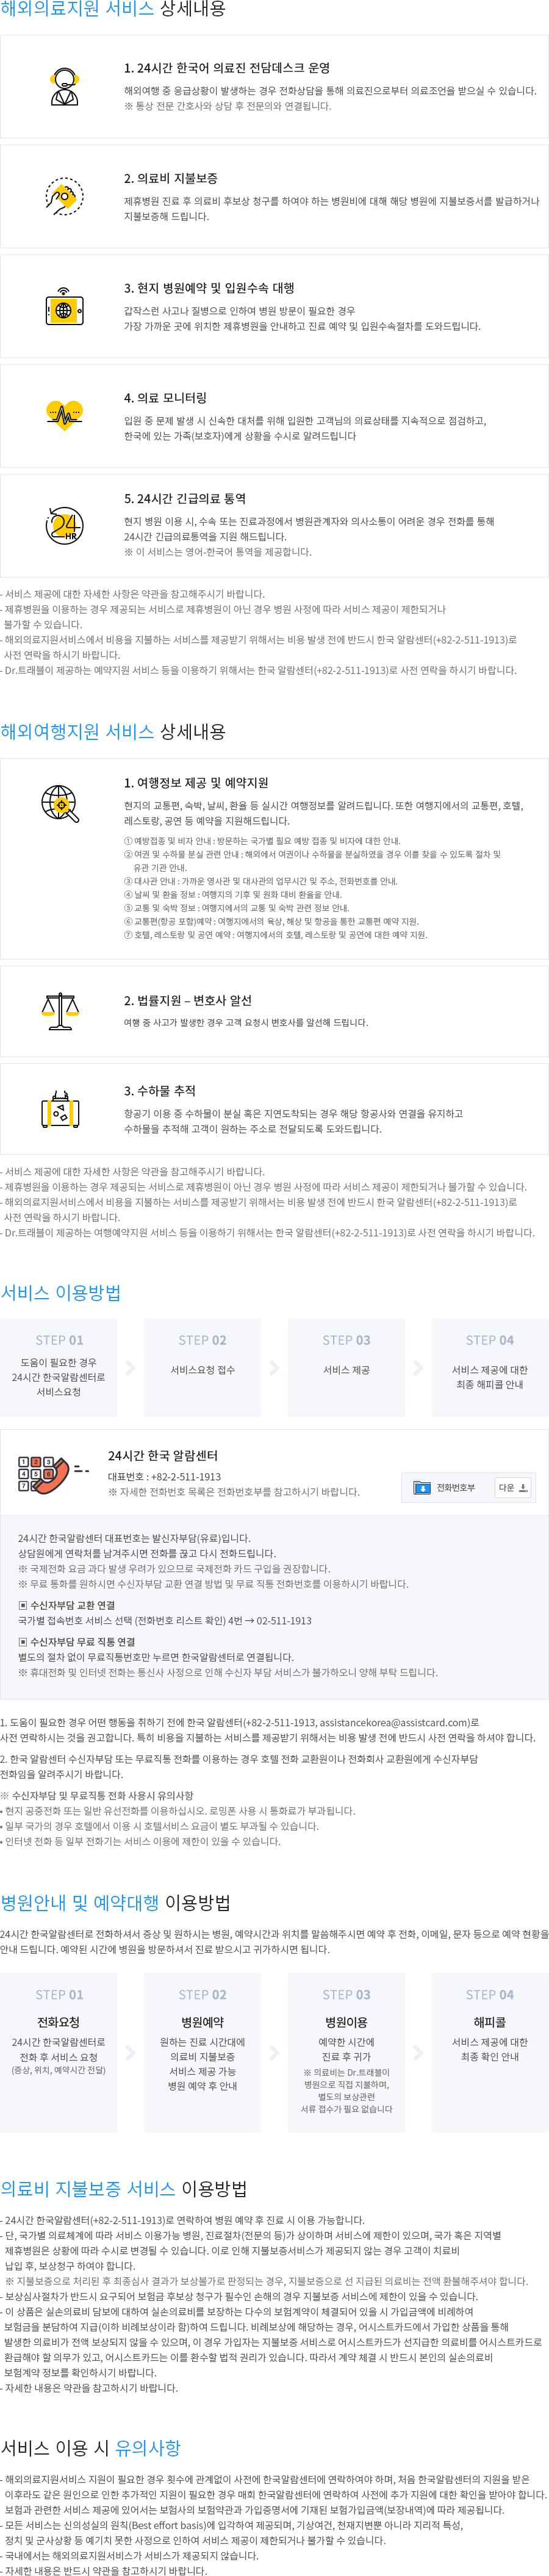 해외의료지원 서비스 상세내용
1. 24시간 한국어 의료진 전담데스크 운영
해외여행 중 응급상황이 발생하는 경우 전화상담을 통해 의료진으로부터 의료조언을 받으실 수 있습니다.
※ 통상 전문 간호사와 상담 후 전문의와 연결됩니다.
2. 의료비 지불보증
제휴병원 진료 후 의료비 후보상 청구를 하여야 하는 병원비에 대해 해당 병원에 지불보증서를 발급하거나
지불보증해 드립니다.
3. 현지 병원예약 및 입원수속 대행
갑작스런 사고나 질병으로 인하여 병원 방문이 필요한 경우
가장 가까운 곳에 위치한 제휴병원을 안내하고 진료 예약 및 입원수속절차를 도와드립니다.
4. 의료 모니터링
입원 중 문제 발생 시 신속한 대처를 위해 입원한 고객님의 의료상태를 지속적으로 점검하고,
한국에 있는 가족(보호자)에게 상황을 수시로 알려드립니다
24
HR
5. 24시간 긴급의료 통역
현지 병원 이용 시, 수속 또는 진료과정에서 병원관계자와 의사소통이 어려운 경우 전화를 통해
24시간 긴급의료통역을 지원 해드립니다.
※ 이 서비스는 영어-한국어 통역을 제공합니다.
- 서비스 제공에 대한 자세한 사항은 약관을 참고해주시기 바랍니다.
- 제휴병원을 이용하는 경우 제공되는 서비스로 제휴병원이 아닌 경우 병원 사정에 따라 서비스 제공이 제한되거나
불가할 수 있습니다.
- 해외의료지원서비스에서 비용을 지불하는 서비스를 제공받기 위해서는 비용 발생 전에 반드시 한국 알람센터(+82-2-511-1913)로
사전 연락을 하시기 바랍니다.
- Dr.트래블이 제공하는 예약지원 서비스 등을 이용하기 위해서는 한국 알람센터(+82-2-511-1913)로 사전 연락을 하시기 바랍니다.
해외여행지원 서비스 상세내용
1. 여행정보 제공 및 예약지원
현지의 교통편, 숙박, 날씨, 환율 등 실시간 여행정보를 알려드립니다. 또한 여행지에서의 교통편, 호텔,
레스토랑, 공연 등 예약을 지원해드립니다.
① 예방접종 및 비자 안내 : 방문하는 국가별 필요 예방 접종 및 비자에 대한 안내.
② 여권 및 수하물 분실 관련 안내 : 해외에서 여권이나 수하물을 분실하였을 경우 이를 찾을 수 있도록 절차 및
유관 기관 안내.
③ 대사관 안내 : 가까운 영사관 및 대사관의 업무시간 및 주소, 전화번호를 안내.
④ 날씨 및 환율 정보 : 여행지의 기후 및 원화 대비 환율을 안내.
⑤ 교통 및 숙박 정보 : 여행지에서의 교통 및 숙박 관련 정보 안내.
⑥ 교통편(항공 포함)예약 : 여행지에서의 육상, 해상 및 항공을 통한 교통편 예약 지원.
⑦ 호텔, 레스토랑 및 공연 예약 : 여행지에서의 호텔, 레스토랑 및 공연에 대한 예약 지원.
2. 법률지원 – 변호사 알선
여행 중 사고가 발생한 경우 고객 요청시 변호사를 알선해 드립니다.
3. 수하물 추적
항공기 이용 중 수하물이 분실 혹은 지연도착되는 경우 해당 항공사와 연결을 유지하고
수하물을 추적해 고객이 원하는 주소로 전달되도록 도와드립니다.
- 서비스 제공에 대한 자세한 사항은 약관을 참고해주시기 바랍니다.
- 제휴병원을 이용하는 경우 제공되는 서비스로 제휴병원이 아닌 경우 병원 사정에 따라 서비스 제공이 제한되거나 불가할 수 있습니다.
- 해외의료지원서비스에서 비용을 지불하는 서비스를 제공받기 위해서는 비용 발생 전에 반드시 한국 알람센터(+82-2-511-1913)로
사전 연락을 하시기 바랍니다.
- Dr.트래블이 제공하는 여행예약지원 서비스 등을 이용하기 위해서는 한국 알람센터(+82-2-511-1913)로 사전 연락을 하시기 바랍니다.
서비스 이용방법
STEP 01
도움이 필요한 경우
24시간 한국알람센터로
서비스요청
STEP 02
서비스요청 접수
STEP 03
서비스 제공
STEP 04
서비스 제공에 대한
최종 해피콜 안내
1 2 3
4 5 6
7
24시간 한국 알람센터
대표번호 : +82-2-511-1913
※ 자세한 전화번호 목록은 전화번호부를 참고하시기 바랍니다.
전화번호부
다운
24시간 한국알람센터 대표번호는 발신자부담(유료)입니다.
상담원에게 연락처를 남겨주시면 전화를 끊고 다시 전화드립니다.
※ 국제전화 요금 과다 발생 우려가 있으므로 국제전화 카드 구입을 권장합니다.
※ 무료 통화를 원하시면 수신자부담 교환 연결 방법 및 무료 직통 전화번호를 이용하시기 바랍니다.
▣ 수신자부담 교환 연결
국가별 접속번호 서비스 선택 (전화번호 리스트 확인) 4번 → 02-511-1913
▣ 수신자부담 무료 직통 연결
별도의 절차 없이 무료직통번호만 누르면 한국알람센터로 연결됩니다.
※ 휴대전화 및 인터넷 전화는 통신사 사정으로 인해 수신자 부담 서비스가 불가하오니 양해 부탁 드립니다.
1. 도움이 필요한 경우 어떤 행동을 취하기 전에 한국 알람센터(+82-2-511-1913, assistancekorea@assistcard.com)로
사전 연락하시는 것을 권고합니다. 특히 비용을 지불하는 서비스를 제공받기 위해서는 비용 발생 전에 반드시 사전 연락을 하셔야 합니다.
2. 한국 알람센터 수신자부담 또는 무료직통 전화를 이용하는 경우 호텔 전화 교환원이나 전화회사 교환원에게 수신자부담
전화임을 알려주시기 바랍니다.
※ 수신자부담 및 무료직통 전화 사용시 유의사항
• 현지 공중전화 또는 일반 유선전화를 이용하십시오. 로밍폰 사용 시 통화료가 부과됩니다.
• 일부 국가의 경우 호텔에서 이용 시 호텔서비스 요금이 별도 부과될 수 있습니다.
• 인터넷 전화 등 일부 전화기는 서비스 이용에 제한이 있을 수 있습니다.
병원안내 및 예약대행 이용방법
24시간 한국알람센터로 전화하셔서 증상 및 원하시는 병원, 예약시간과 위치를 말씀해주시면 예약 후 전화, 이메일, 문자 등으로 예약 현황을
안내 드립니다. 예약된 시간에 병원을 방문하셔서 진료 받으시고 귀가하시면 됩니다.
STEP 01
전화요청
24시간 한국알람센터로
전화 후 서비스 요청
(증상, 위치, 예약시간 전달)
STEP 02
병원예약
원하는 진료 시간대에
의료비 지불보증
서비스 제공 가능
병원 예약 후 안내
STEP 03
병원이용
예약한 시간에
진료 후 귀가
※ 의료비는 Dr.트래블이
병원으로 직접 지불하며,
별도의 보상관련
서류 접수가 필요 없습니다
STEP 04
해피콜
서비스 제공에 대한
최종 확인 안내
의료비 지불보증 서비스 이용방법
- 24시간 한국알람센터(+82-2-511-1913)로 연락하여 병원 예약 후 진료 시 이용 가능합니다.
- 단, 국가별 의료체계에 따라 서비스 이용가능 병원, 진료절차(전문의 등)가 상이하며 서비스에 제한이 있으며, 국가 혹은 지역별
제휴병원은 상황에 따라 수시로 변경될 수 있습니다. 이로 인해 지불보증서비스가 제공되지 않는 경우 고객이 치료비
납입 후, 보상청구 하여야 합니다.
※ 지불보증으로 처리된 후 최종심사 결과가 보상불가로 판정되는 경우, 지불보증으로 선 지급된 의료비는 전액 환불해주셔야 합니다.
- 보상심사절차가 반드시 요구되어 보험금 후보상 청구가 필수인 손해의 경우 지불보증 서비스에 제한이 있을 수 있습니다.
- 이 상품은 실손의료비 담보에 대하여 실손의료비를 보장하는 다수의 보험계약이 체결되어 있을 시 가입금액에 비례하여
보험금을 분담하여 지급(이하 비례보상이라 함)하여 드립니다. 비례보상에 해당하는 경우, 어시스트카드에서 가입한 상품을 통해
발생한 의료비가 전액 보상되지 않을 수 있으며, 이 경우 가입자는 지불보증 서비스로 어시스트카드가 선지급한 의료비를 어시스트카드로
환급해야 할 의무가 있고, 어시스트카드는 이를 환수할 법적 권리가 있습니다. 따라서 계약 체결 시 반드시 본인의 실손의료비
보험계약 정보를 확인하시기 바랍니다.
- 자세한 내용은 약관을 참고하시기 바랍니다.
서비스 이용 시 유의사항
- 해외의료지원서비스 지원이 필요한 경우 횟수에 관계없이 사전에 한국알람센터에 연락하여야 하며, 처음 한국알람센터의 지원을 받은
이후라도 같은 원인으로 인한 추가적인 지원이 필요한 경우 매회 한국알람센터에 연락하여 사전에 추가 지원에 대한 확인을 받아야 합니다.
- 보험과 관련한 서비스 제공에 있어서는 보험사의 보험약관과 가입증명서에 기재된 보험가입금액(보장내역)에 따라 제공됩니다.
- 모든 서비스는 신의성실의 원칙(Best effort basis)에 입각하여 제공되며, 기상여건, 천재지변뿐 아니라 지리적 특성,
정치 및 군사상황 등 예기치 못한 사정으로 인하여 서비스 제공이 제한되거나 불가할 수 있습니다.
- 국내에서는 해외의료지원서비스가 서비스가 제공되지 않습니다.
- 자세한 내용은 반드시 약관을 참고하시기 바랍니다.